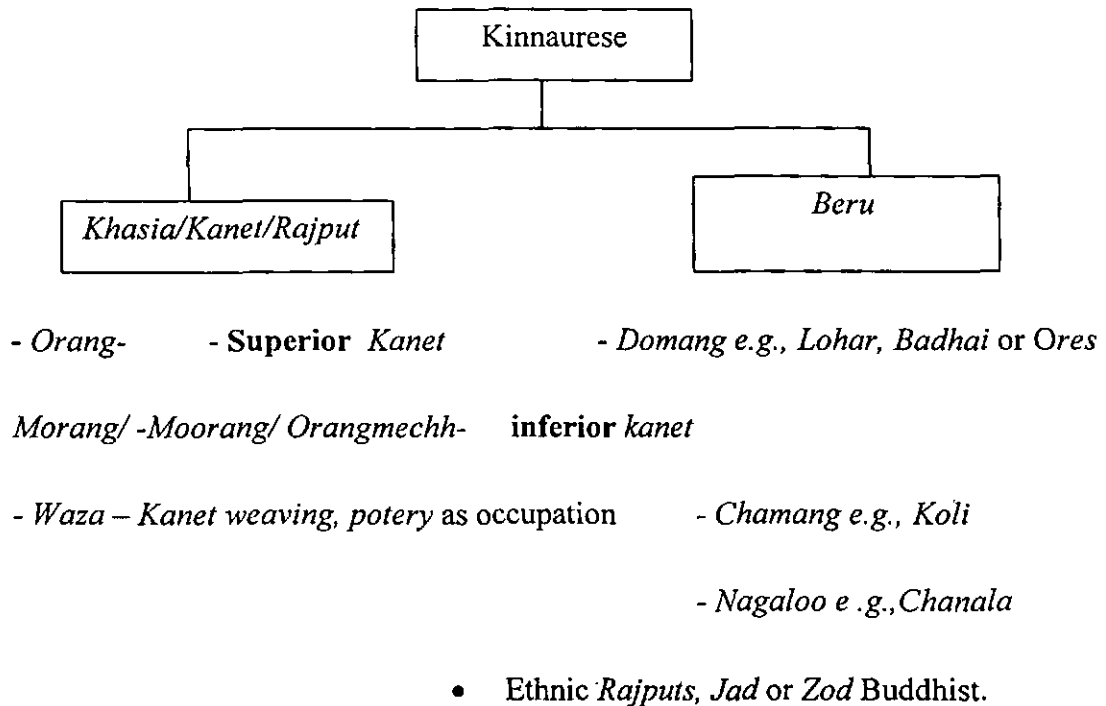 Kinnaurese
Khasia/Kanet/Rajput
Beru
- Orang- - Superior Kanet - Domang e.g., Lohar, Badhai or Ores
Morang/ -Moorang/ Orangmechh- inferior kanet
- Waza – Kanet weaving, potery as occupation - Chamang e.g., Koli
- Nagaloo e .g.,Chanala
• Ethnic Rajputs, Jad or Zod Buddhist.